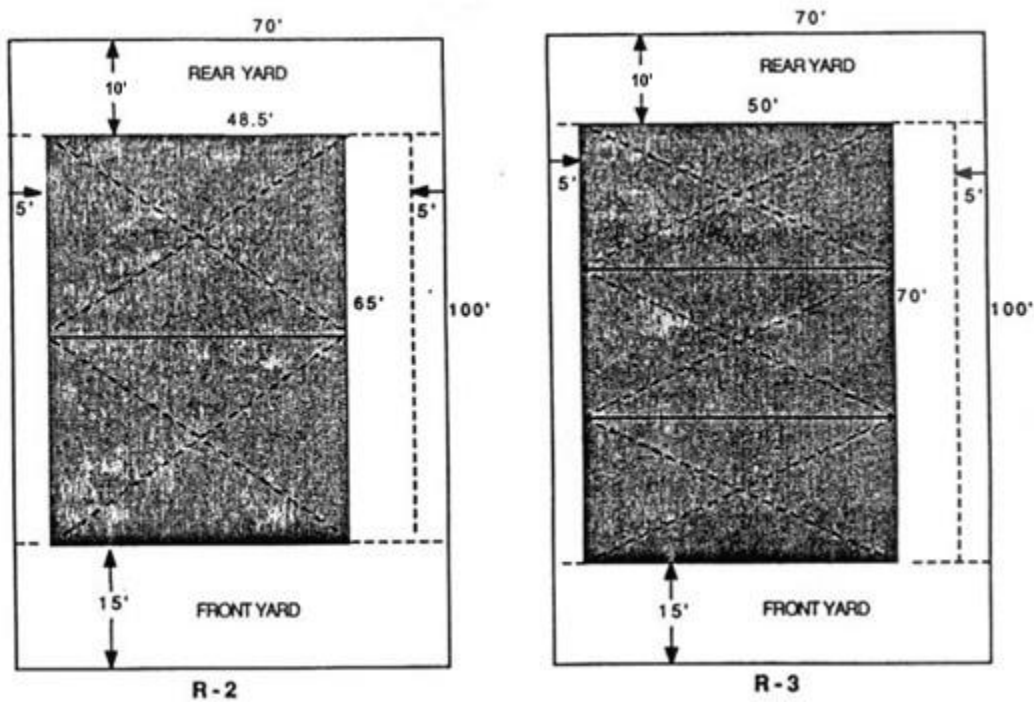 70'
10'
REAR YARD
48.5'
5'
5'
65'
100'
15'
FRONT YARD
R-2
70'
10'
REAR YARD
50'
5'
5'
70'
100'
15'
FRONT YARD
R-3